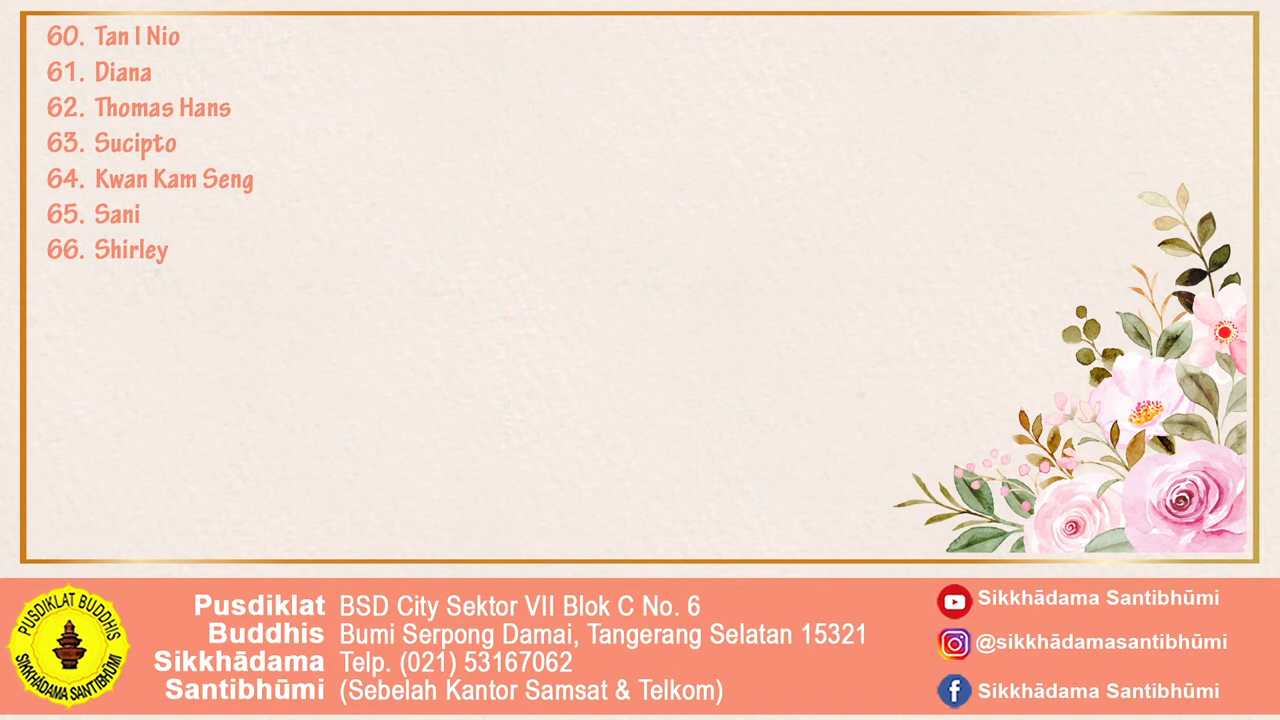 60. Tan I Nio
61. Diana
62. Thomas Hans
63. Sucipto
64. Kwan Kam Seng
65. Sani
66. Shirley
PUSDIKLAT BUDDHIS
SIKKHĀDAMA SANTIBHŪMI
Pusdiklat
Buddhis
Sikkhādama
Santibhūmi
BSD City Sektor VII Blok C No. 6
Bumi Serpong Damai, Tangerang Selatan 15321
Telp. (021) 53167062
(Sebelah Kantor Samsat & Telkom)
Sikkhādama Santibhūmi
@sikkhādamasantibhūmi
Sikkhādama Santibhūmi